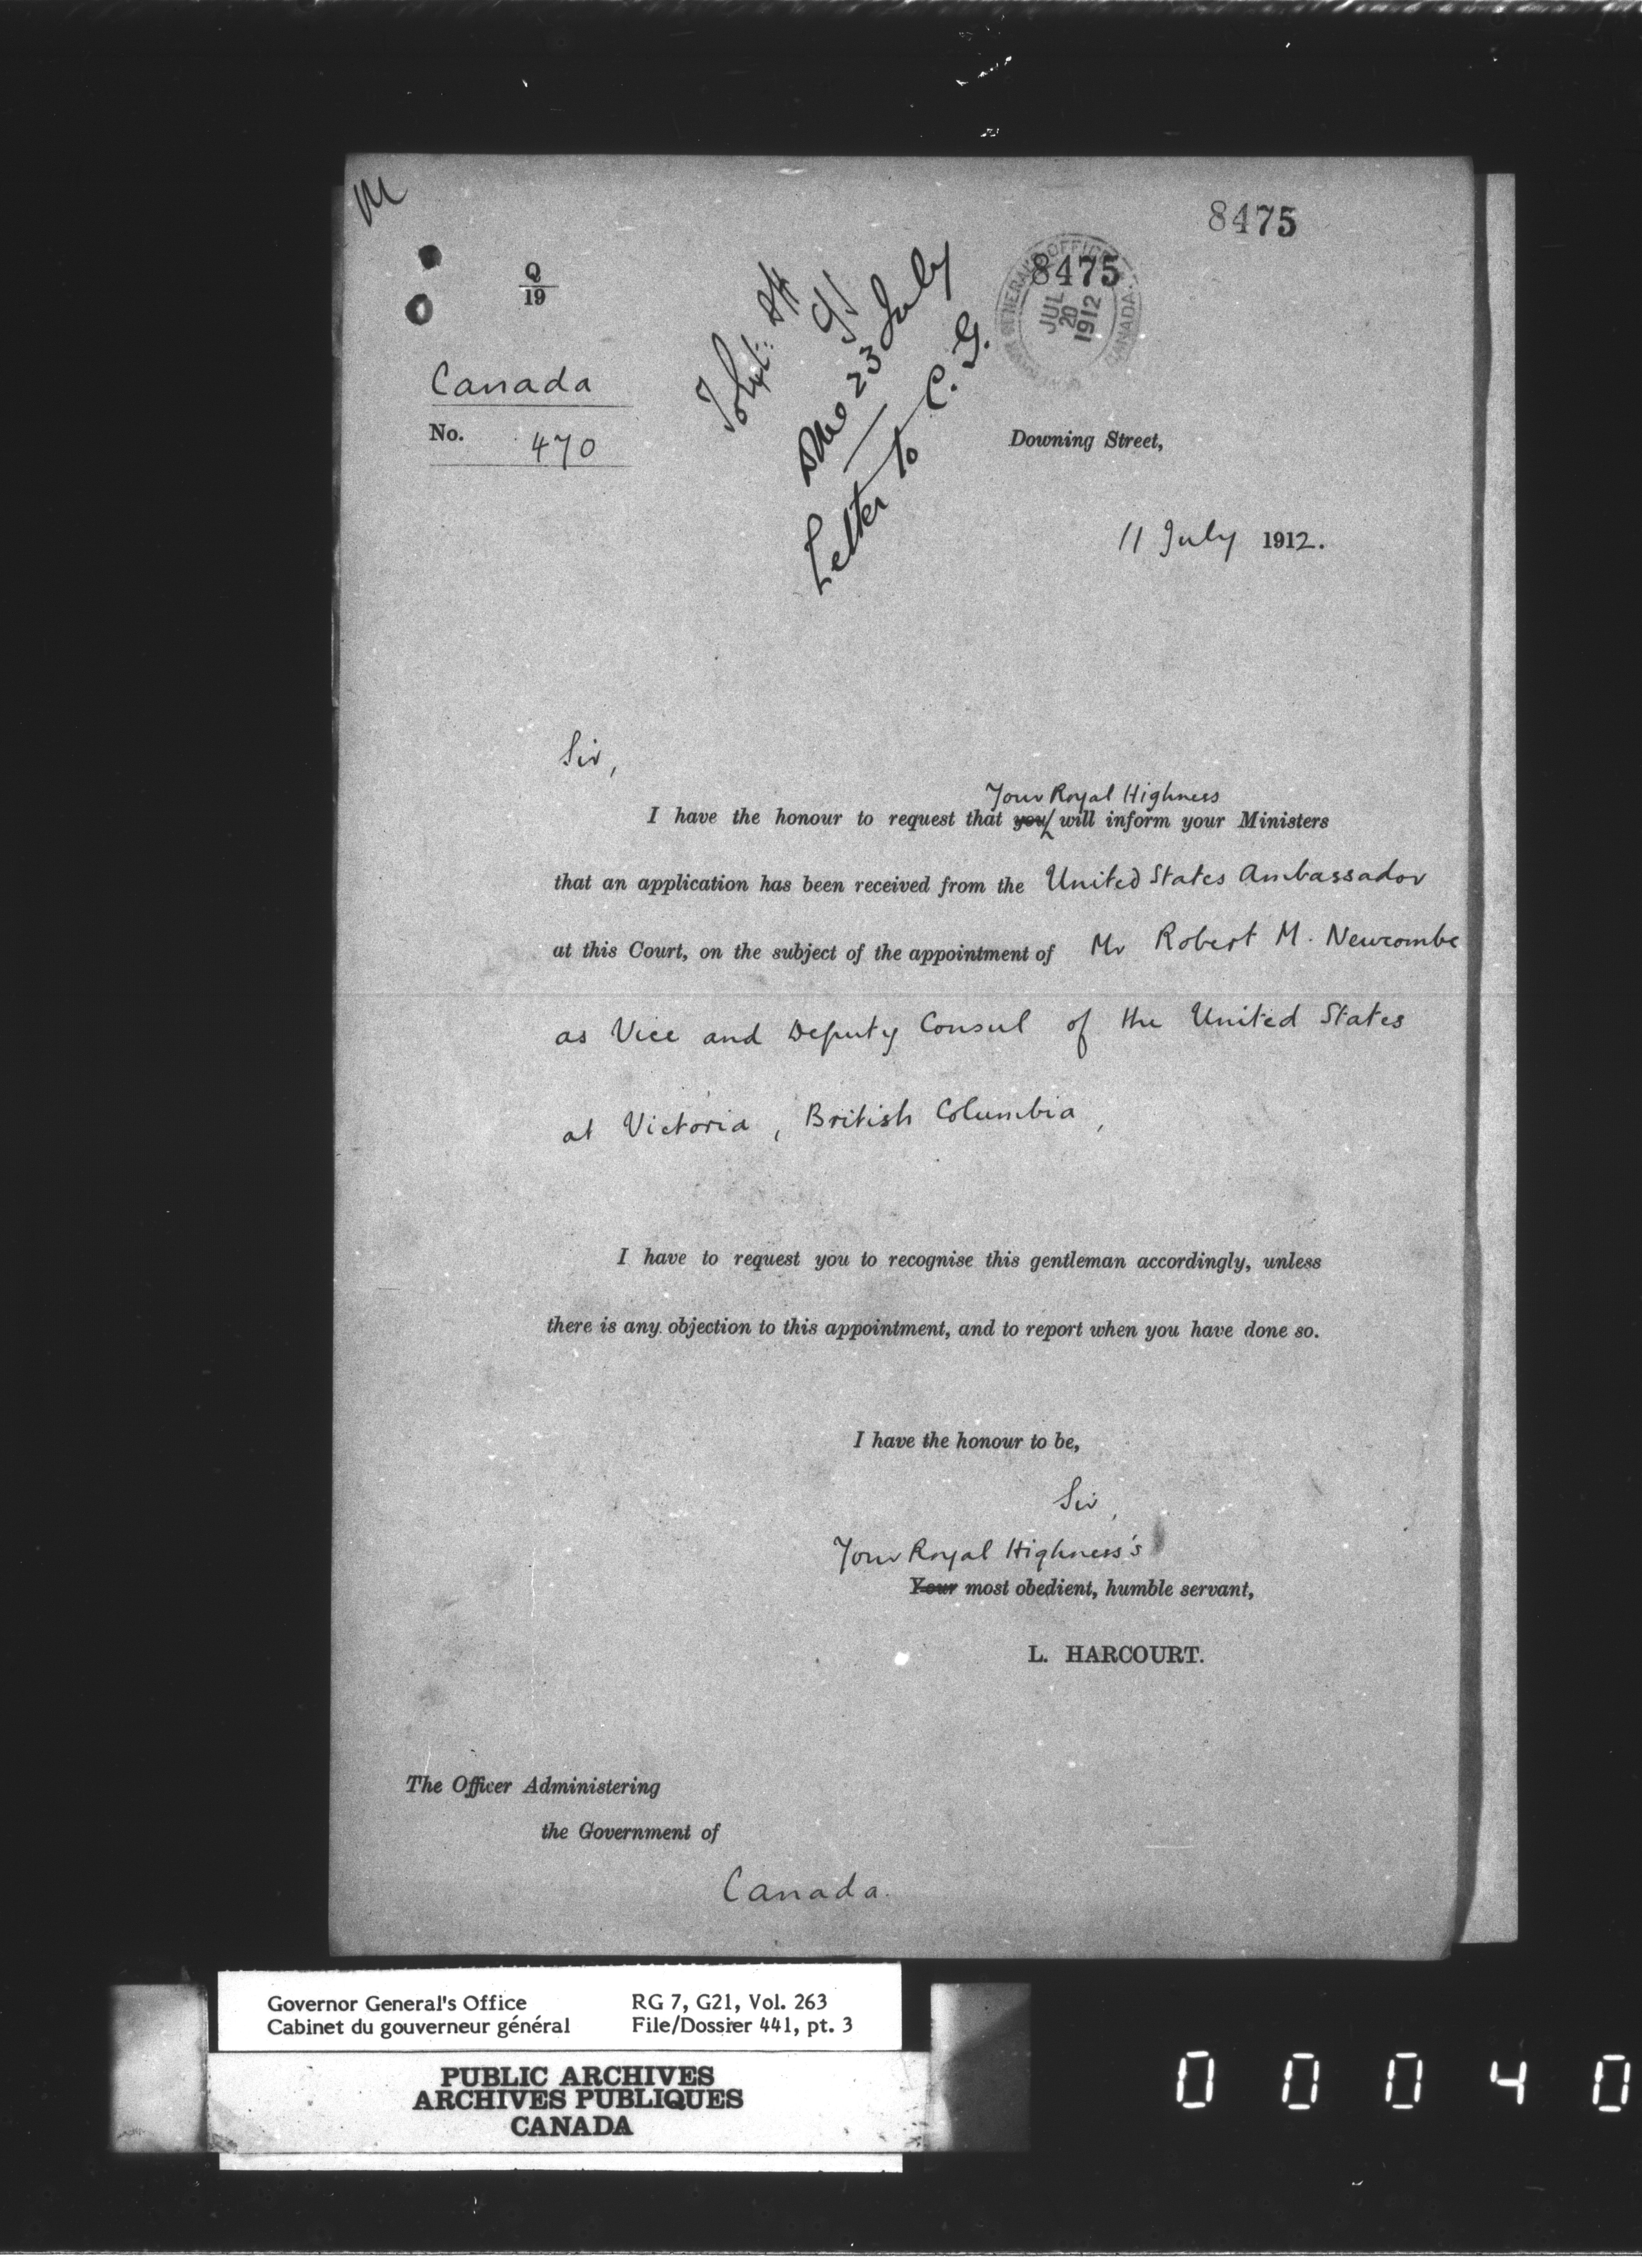 8475
8475
GENERAL'S OFFICE
JUL
20
1912
CANADA
Q
19
Canada
No. 470
23 July
Letter to C. G.
Downing Street,
11 July 1912.
Sir,
Your Royal Highness
I have the honour to request that you will inform your Ministers
that an application has been received from the United States Ambassador
at this Court, on the subject of the appointment of Mr Robert M. Newcombe
as Vice and Deputy Consul of the United States
at Victoria, British Columbia,
I have to request you to recognise this gentleman accordingly, unless
there is any objection to this appointment, and to report when you have done so.
I have the honour to be,
Sir,
Your Royal Highness's
Your most obedient, humble servant,
L. HARCOURT.
The Officer Administering
the Government of
Canada.
Governor General's Office RG 7, G21, Vol. 263
Cabinet du gouverneur général File/Dossier 441, pt. 3
PUBLIC ARCHIVES
ARCHIVES PUBLIQUES
CANADA
00040